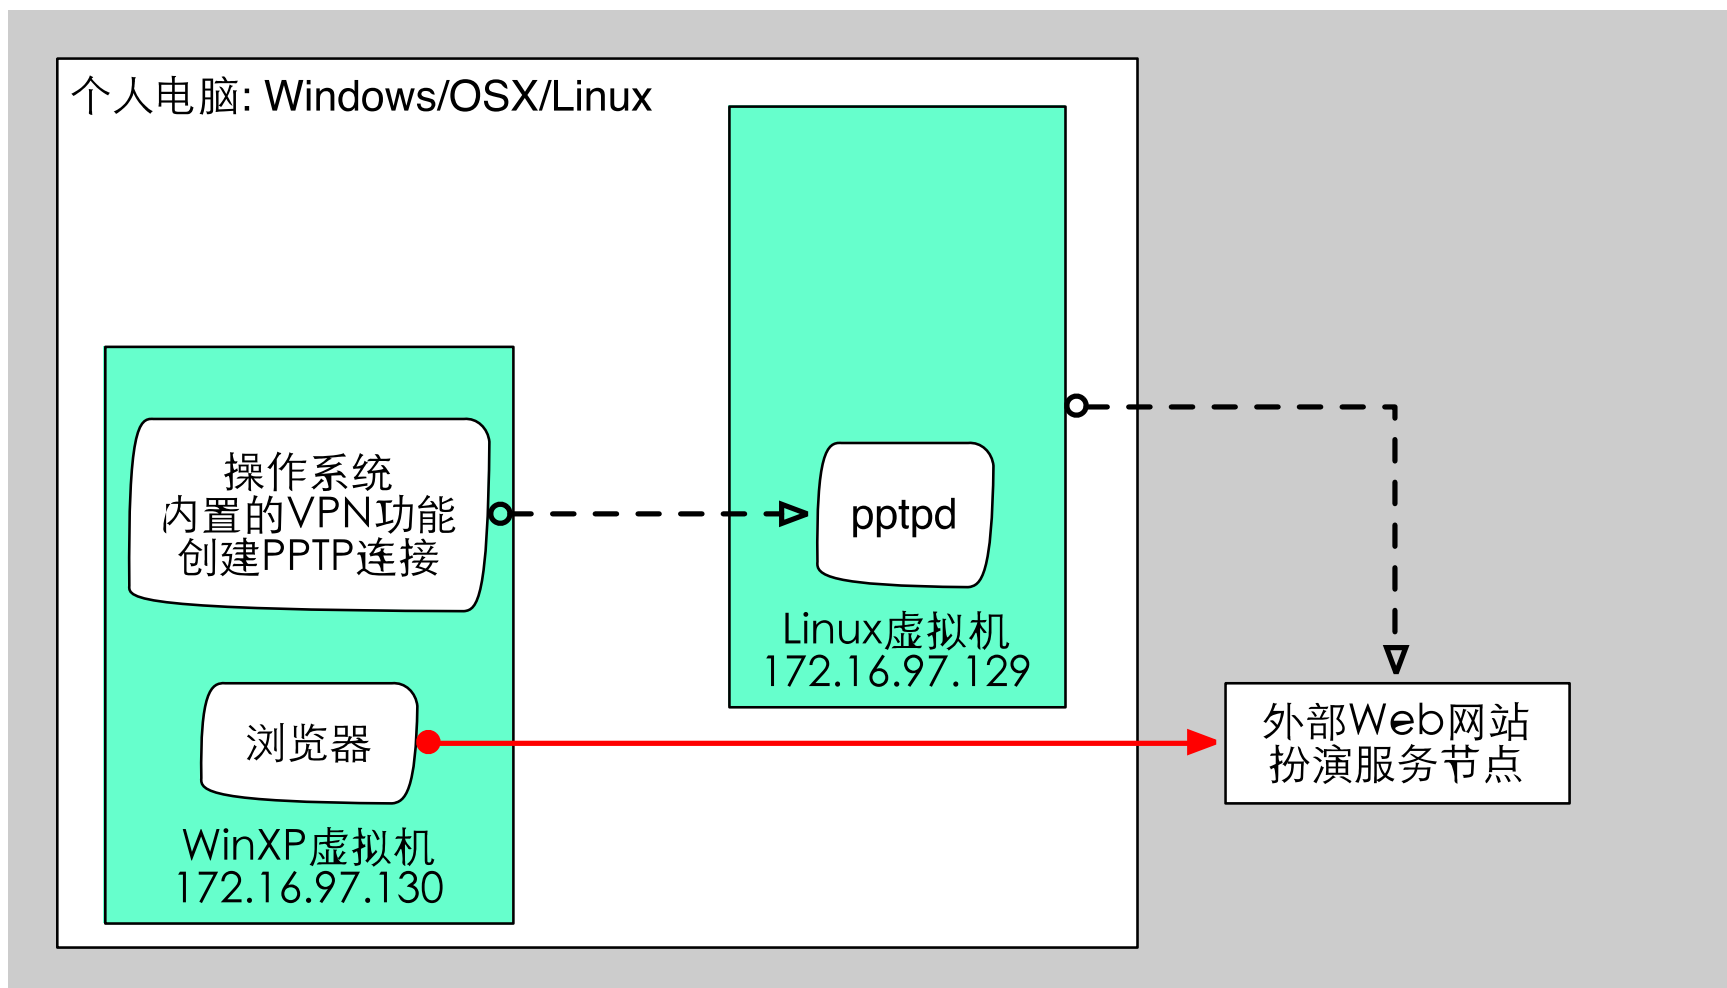 个人电脑: Windows/OSX/Linux
操作系统
内置的VPN功能
创建PPTP连接
pptpd
Linux虚拟机
172.16.97.129
浏览器
WinXP虚拟机
172.16.97.130
外部Web网站
扮演服务节点